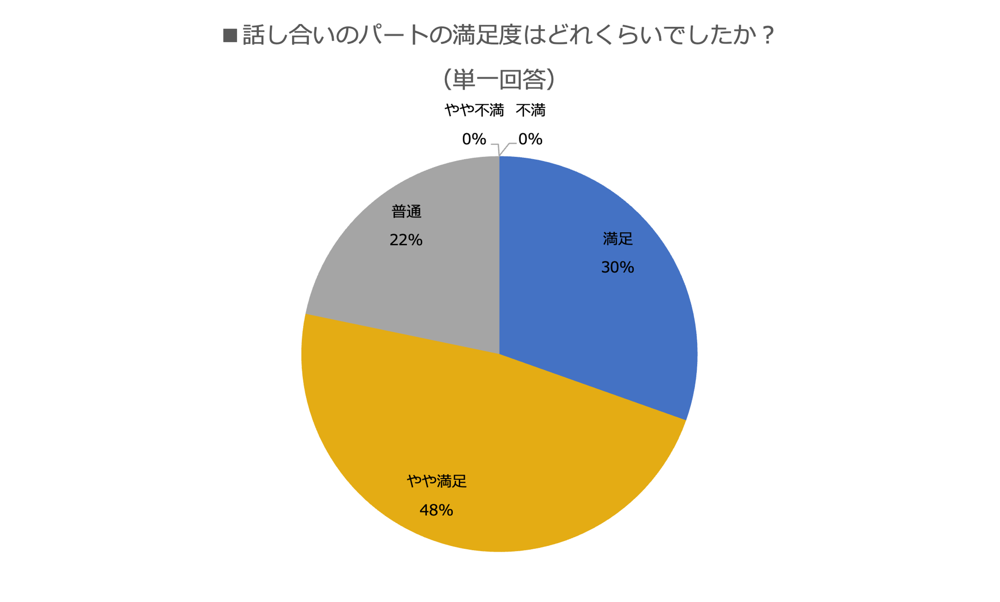 ■話し合いのパートの満足度はどれくらいでしたか？
（単一回答）
やや不満 不満
0% 0%
普通
22%
満足
30%
やや満足
48%